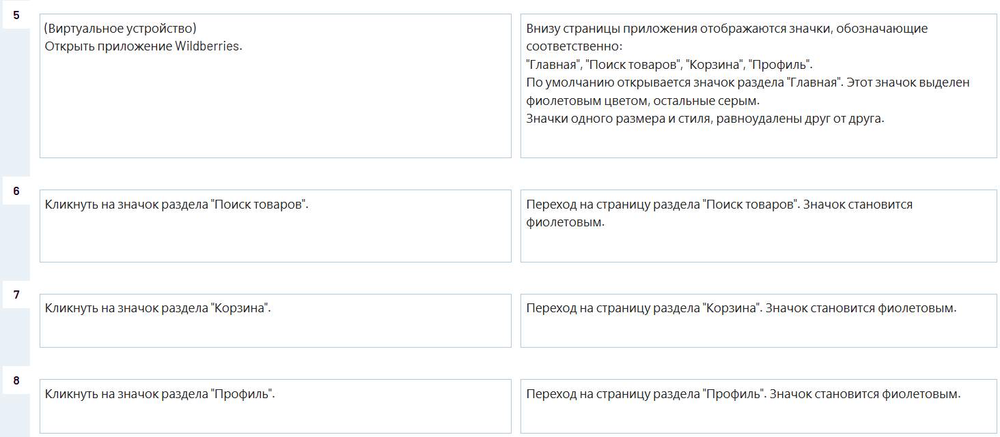 5
(Виртуальное устройство)
Открыть приложение Wildberries.
Внизу страницы приложения отображаются значки, обозначающие
соответственно:
"Главная", "Поиск товаров", "Корзина", "Профиль".
По умолчанию открывается значок раздела "Главная". Этот значок выделен
фиолетовым цветом, остальные серым.
Значки одного размера и стиля, равноудалены друг от друга.
6
Кликнуть на значок раздела "Поиск товаров".
Переход на страницу раздела "Поиск товаров". Значок становится
фиолетовым.
7
Кликнуть на значок раздела "Корзина".
Переход на страницу раздела "Корзина". Значок становится фиолетовым.
8
Кликнуть на значок раздела "Профиль".
Переход на страницу раздела "Профиль". Значок становится фиолетовым.